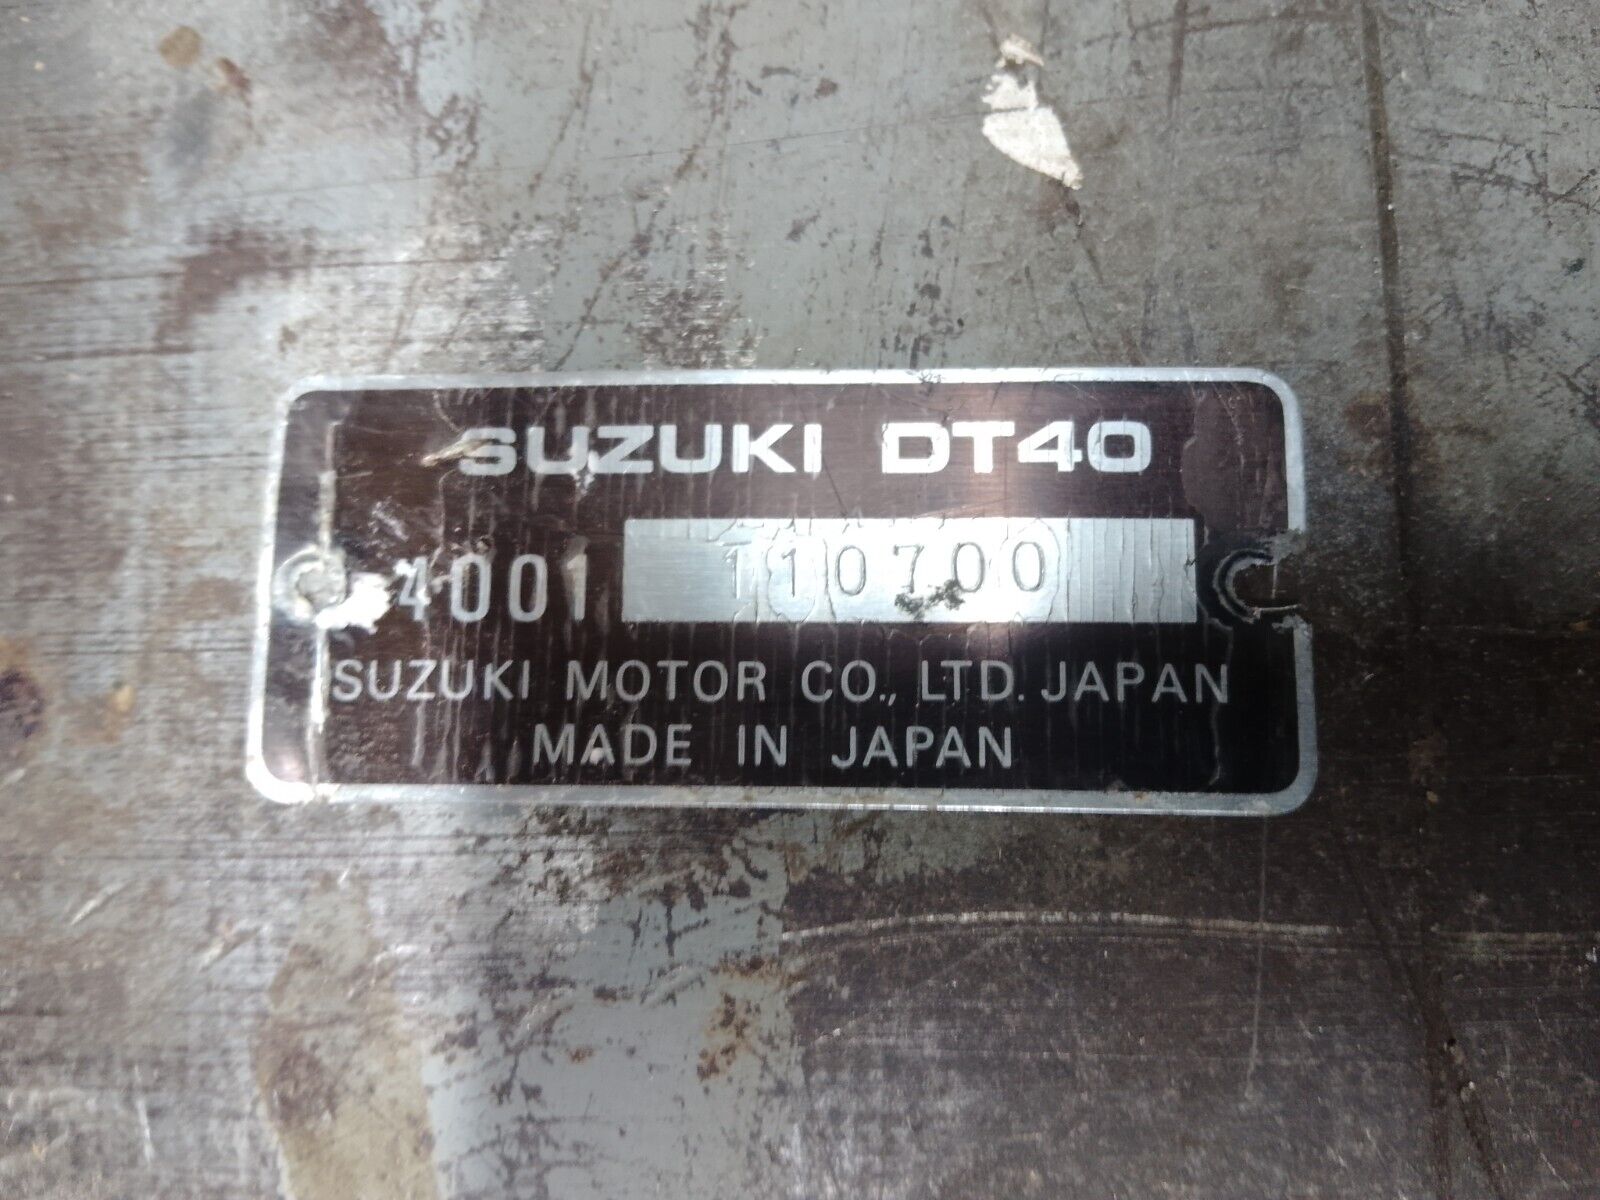 SUZUKI DT40
4001 110700
SUZUKI MOTOR CO., LTD. JAPAN
MADE IN JAPAN